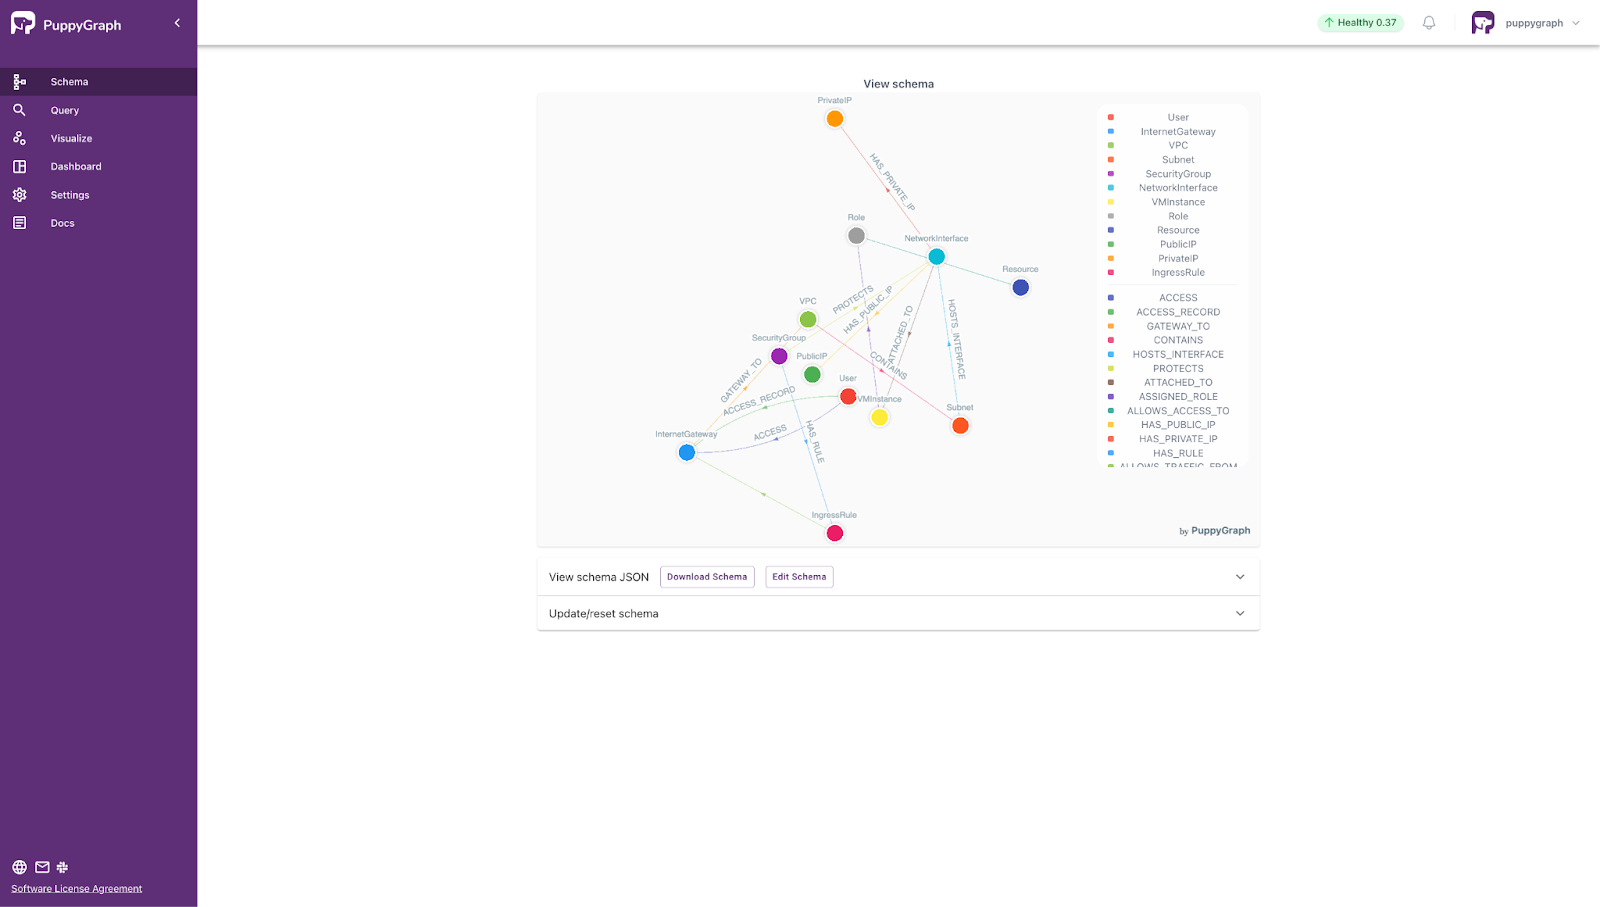 PuppyGraph
Healthy 0.37
puppygraph
Schema
Query
Visualize
Dashboard
Settings
Docs
View schema
PrivateIP
HAS_PRIVATE_IP
Role
NetworkInterface
Resource
VPC
PROTECTS
HAS_PUBLIC_IP
SecurityGroup
PublicIP
ATTACHED_TO
HOSTS_INTERFACE
CONTAINS
GATEWAY_TO
User
VMInstance
ACCESS_RECORD
Subnet
InternetGateway
ACCESS
HAS_RULE
IngressRule
User
InternetGateway
VPC
Subnet
SecurityGroup
NetworkInterface
VMInstance
Role
Resource
PublicIP
PrivateIP
IngressRule
ACCESS
ACCESS_RECORD
GATEWAY_TO
CONTAINS
HOSTS_INTERFACE
PROTECTS
ATTACHED_TO
ASSIGNED_ROLE
ALLOWS_ACCESS_TO
HAS_PUBLIC_IP
HAS_PRIVATE_IP
HAS_RULE
ALLOWS_TRAFFIC_FROM
by PuppyGraph
View schema JSON Download Schema Edit Schema
Update/reset schema
Software License Agreement